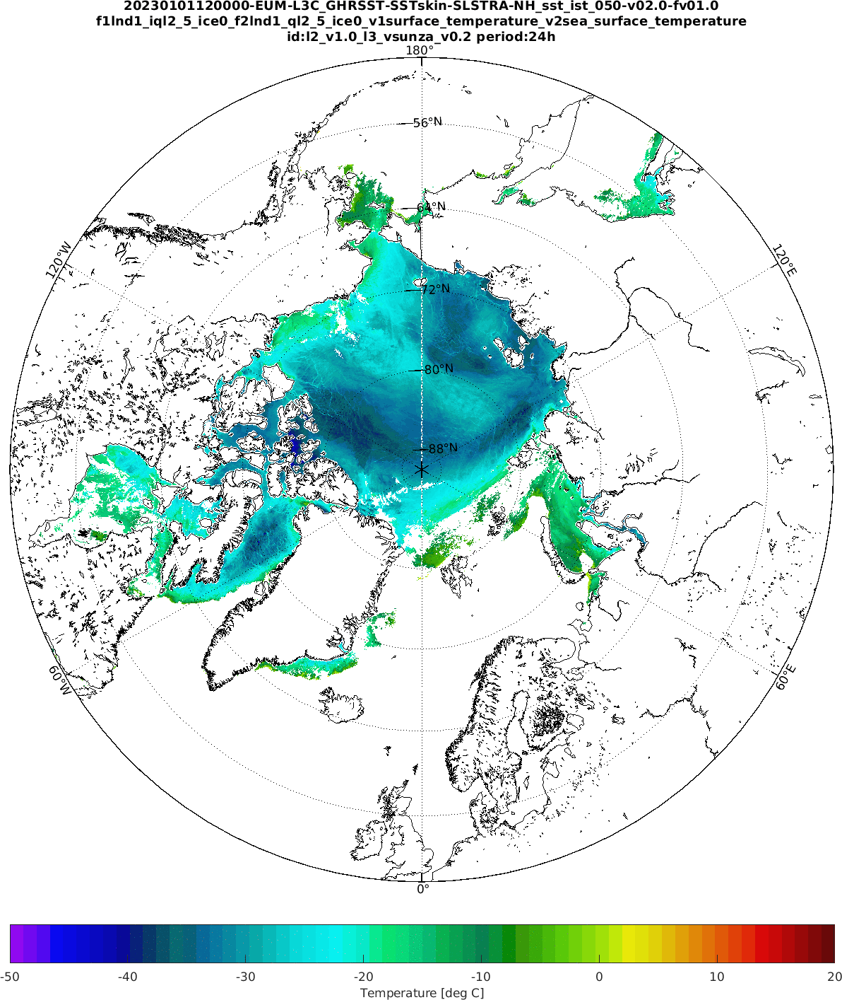 20230101120000-EUM-L3C_GHRSST-SSTskin-SLSTRA-NH_sst_ist_050-v02.0-fv01.0
f1lnd1_iql2_5_ice0_f2lnd1_ql2_5_ice0_v1surface_temperature_v2sea_surface_temperature
id:l2_v1.0_l3_vsunza_v0.2 period:24h
180°
56°N
64°N
120°W
120°E
72°N
80°N
88°N
60°W
60°E
0°
-50 -40 -30 -20 -10 0 10 20
Temperature [deg C]